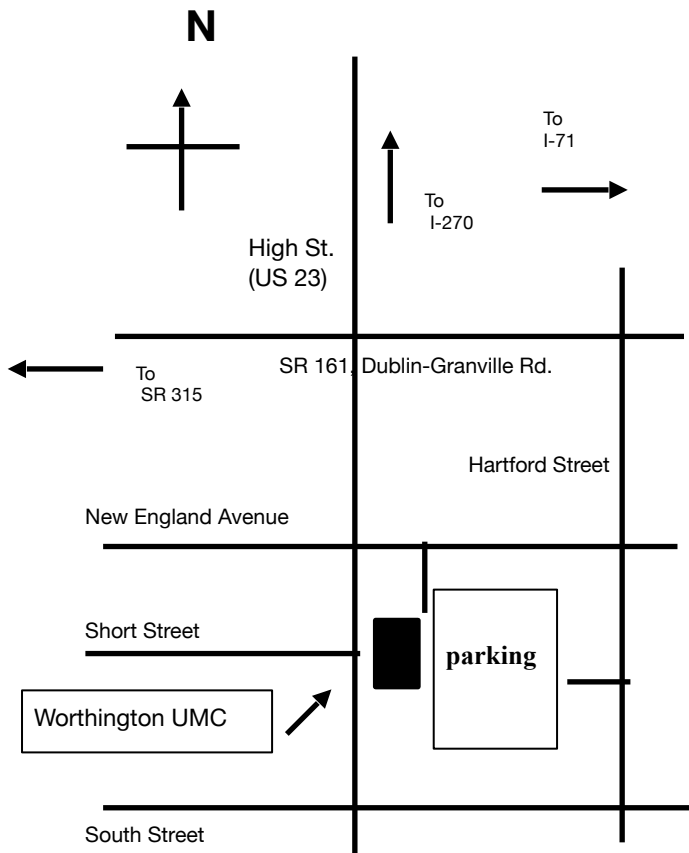 N
To
I-71
To
I-270
High St.
(US 23)
SR 161, Dublin-Granville Rd.
To
SR 315
Hartford Street
New England Avenue
Short Street
parking
Worthington UMC
South Street